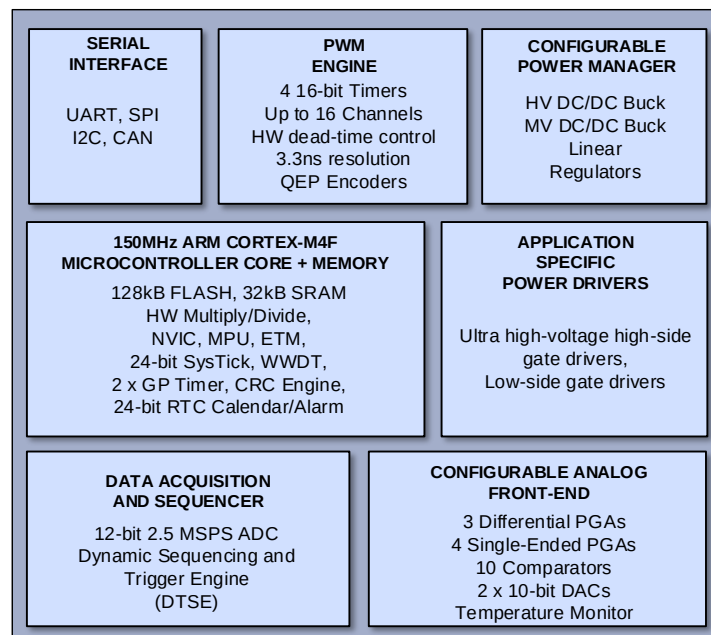 SERIAL
INTERFACE
UART, SPI
I2C, CAN
PWM
ENGINE
4 16-bit Timers
Up to 16 Channels
HW dead-time control
3.3ns resolution
QEP Encoders
CONFIGURABLE
POWER MANAGER
HV DC/DC Buck
MV DC/DC Buck
Linear
Regulators
150MHz ARM CORTEX-M4F
MICROCONTROLLER CORE + MEMORY
128kB FLASH, 32kB SRAM
HW Multiply/Divide,
NVIC, MPU, ETM,
24-bit SysTick, WWDT,
2 x GP Timer, CRC Engine,
24-bit RTC Calendar/Alarm
APPLICATION
SPECIFIC
POWER DRIVERS
Ultra high-voltage high-side
gate drivers,
Low-side gate drivers
DATA ACQUISITION
AND SEQUENCER
12-bit 2.5 MSPS ADC
Dynamic Sequencing and
Trigger Engine
(DTSE)
CONFIGURABLE ANALOG
FRONT-END
3 Differential PGAs
4 Single-Ended PGAs
10 Comparators
2 x 10-bit DACs
Temperature Monitor